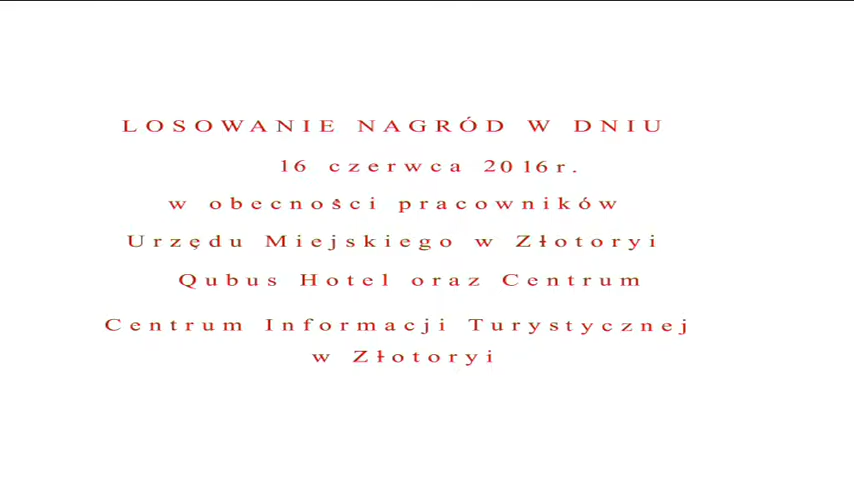 LOSOWANIE NAGRÓD W DNIU
16 czerwca 2016r.
w obecności pracowników
Urzędu Miejskiego w Złotoryi
Qubus Hotel oraz Centrum
Centrum Informacji Turystycznej
w Złotoryi